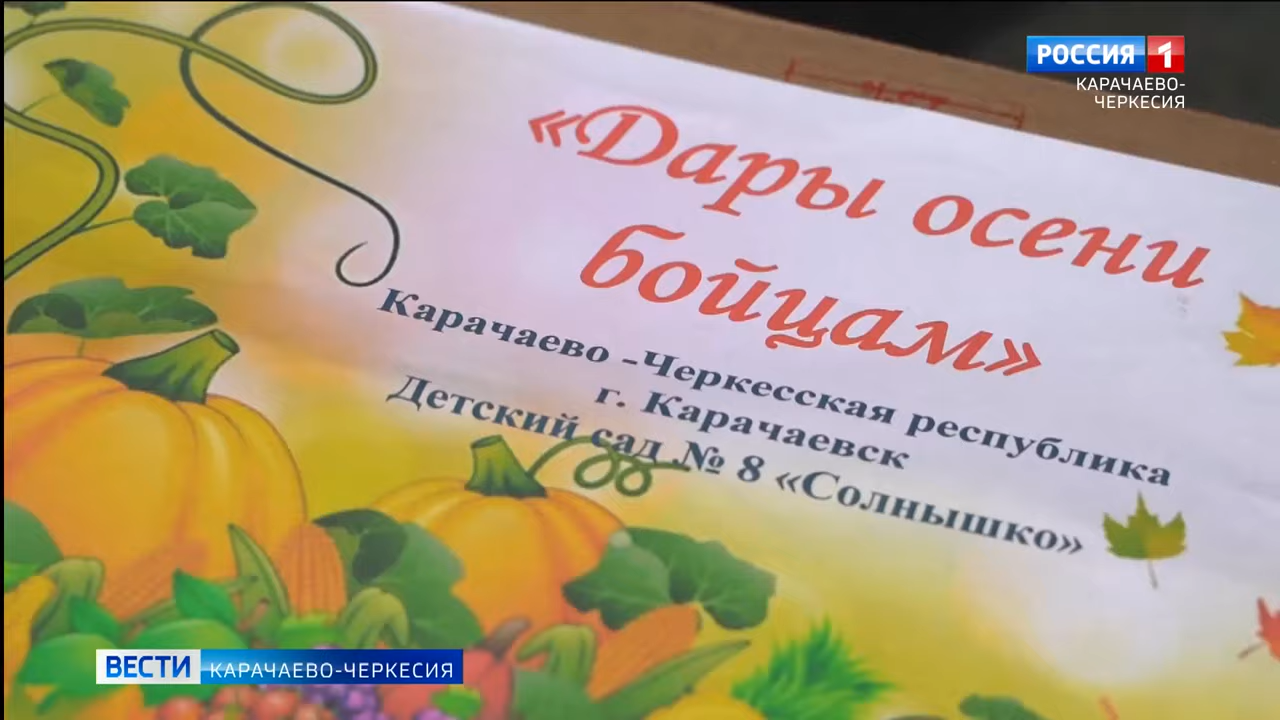 РОССИЯ 1
КАРАЧАЕВО-
ЧЕРКЕСИЯ
«Дары осени
бойцам»
Карачаево -Черкесская республика
г. Карачаевск
Детский сад № 8 «Солнышко»
ВЕСТИ КАРАЧАЕВО-ЧЕРКЕСИЯ